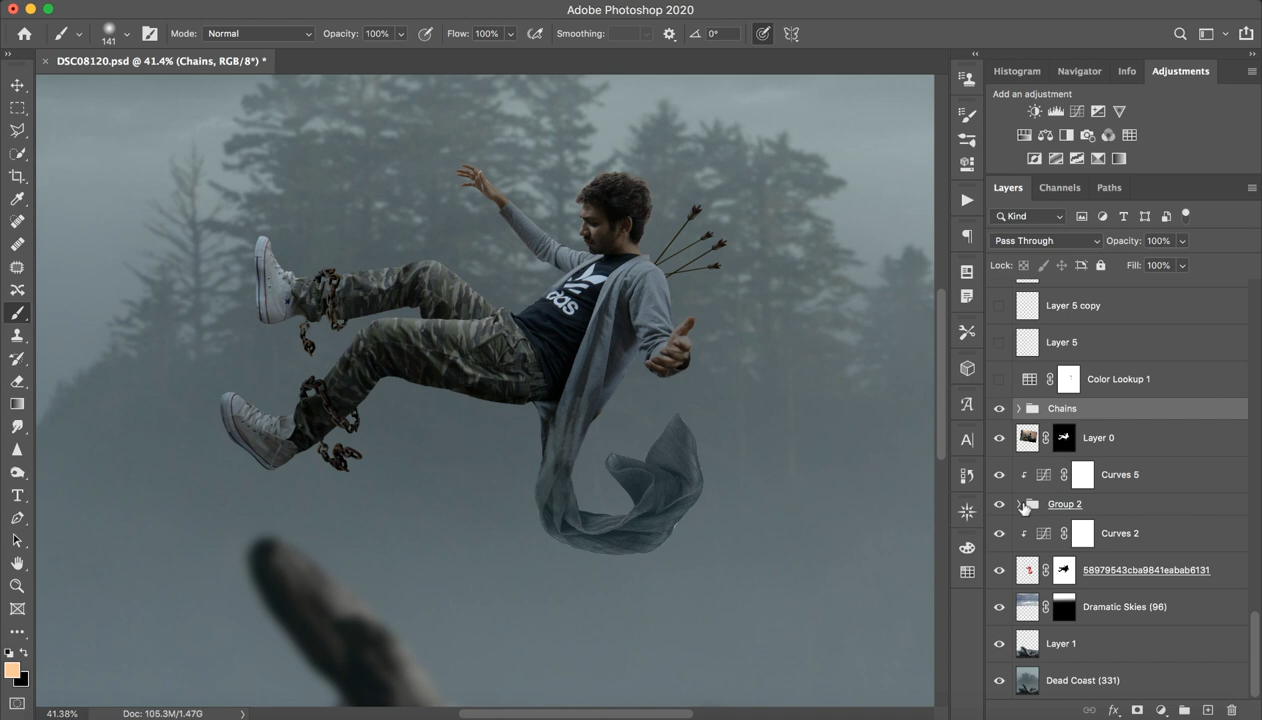 Adobe Photoshop 2020
141 Mode: Normal Opacity: 100% Flow: 100% Smoothing: 0°
DSC08120.psd @ 41.4% (Chains, RGB/8*) *
Histogram Navigator Info Adjustments
Add an adjustment
Layers Channels Paths
Kind
Pass Through Opacity: 100%
Lock: Fill: 100%
Layer 5 copy
Layer 5
Color Lookup 1
Chains
Layer 0
Curves 5
Group 2
Curves 2
58979543cba9841eabab6131
Dramatic Skies (96)
Layer 1
Dead Coast (331)
adidas
41.38% Doc: 105.3M/1.47G